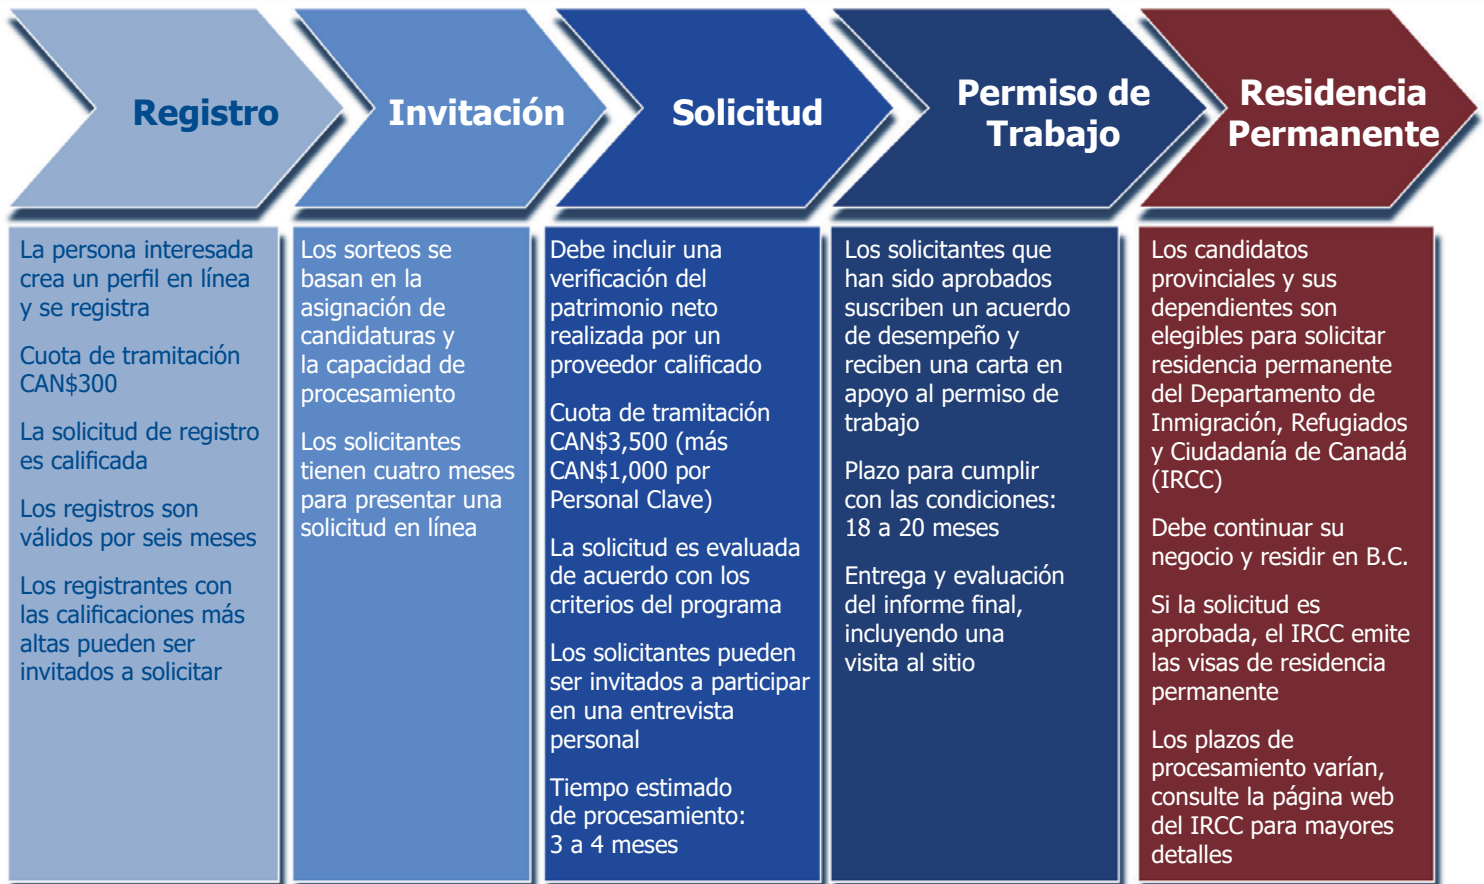 Registro
Invitación
Solicitud
Permiso de
Trabajo
Residencia
Permanente
La persona interesada
crea un perfil en línea
y se registra
Cuota de tramitación
CAN$300
La solicitud de registro
es calificada
Los registros son
válidos por seis meses
Los registrantes con
las calificaciones más
altas pueden ser
invitados a solicitar
Los sorteos se
basan en la
asignación de
candidaturas y
la capacidad de
procesamiento
Los solicitantes
tienen cuatro meses
para presentar una
solicitud en línea
Debe incluir una
verificación del
patrimonio neto
realizada por un
proveedor calificado
Cuota de tramitación
CAN$3,500 (más
CAN$1,000 por
Personal Clave)
La solicitud es evaluada
de acuerdo con los
criterios del programa
Los solicitantes pueden
ser invitados a participar
en una entrevista
personal
Tiempo estimado
de procesamiento:
3 a 4 meses
Los solicitantes que
han sido aprobados
suscriben un acuerdo
de desempeño y
reciben una carta en
apoyo al permiso de
trabajo
Plazo para cumplir
con las condiciones:
18 a 20 meses
Entrega y evaluación
del informe final,
incluyendo una
visita al sitio
Los candidatos
provinciales y sus
dependientes son
elegibles para solicitar
residencia permanente
del Departamento de
Inmigración, Refugiados
y Ciudadanía de Canadá
(IRCC)
Debe continuar su
negocio y residir en B.C.
Si la solicitud es
aprobada, el IRCC emite
las visas de residencia
permanente
Los plazos de
procesamiento varían,
consulte la página web
del IRCC para mayores
detalles